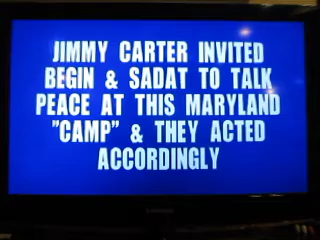 JIMMY CARTER INVITED
BEGIN & SADAT TO TALK
PEACE AT THIS MARYLAND
"CAMP" & THEY ACTED
ACCORDINGLY